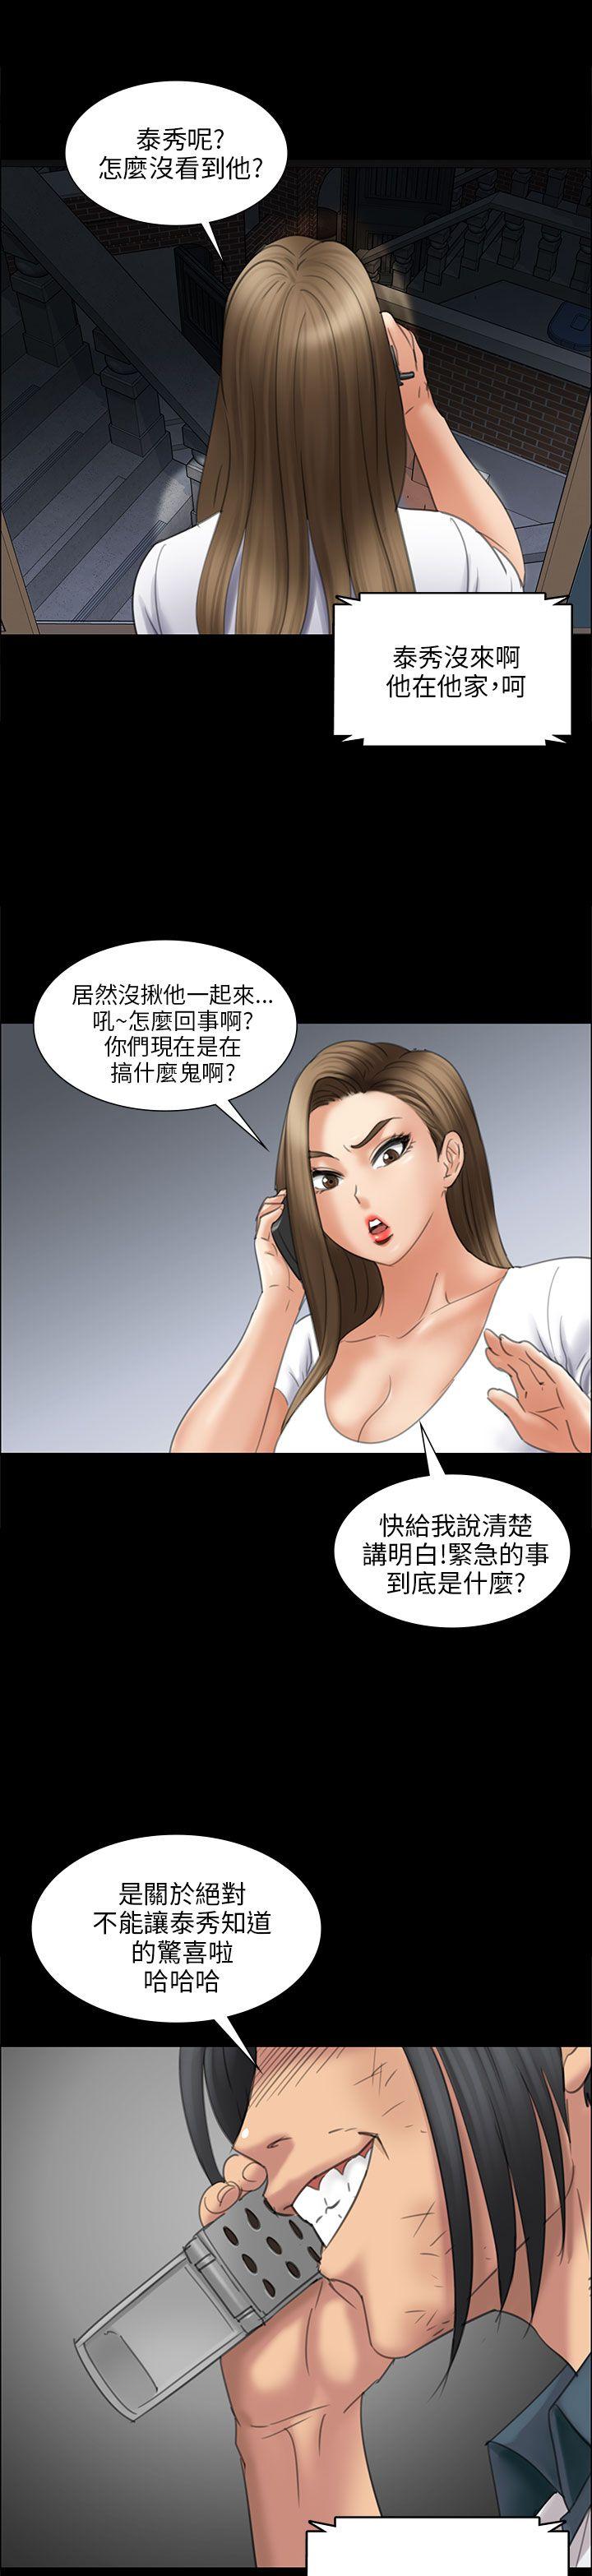 泰秀呢?
怎麼沒看到他?
泰秀沒來啊
他在他家,呵
居然沒揪他一起來...
吼~怎麼回事啊?
你們現在是在
搞什麼鬼啊?
快給我說清楚
講明白!緊急的事
到底是什麼?
是關於絕對
不能讓泰秀知道
的驚喜啦
哈哈哈